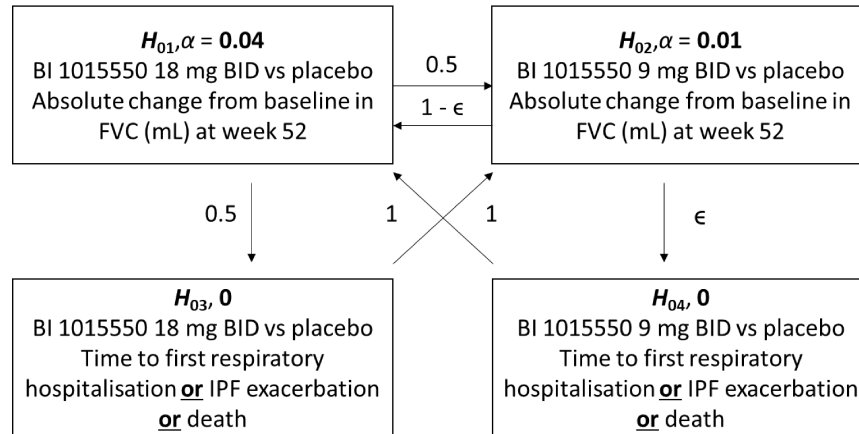 H01,α = 0.04
BI 1015550 18 mg BID vs placebo
Absolute change from baseline in
FVC (mL) at week 52
0.5
1 - ϵ
H02,α = 0.01
BI 1015550 9 mg BID vs placebo
Absolute change from baseline in
FVC (mL) at week 52
0.5
1
1
ϵ
H03, 0
BI 1015550 18 mg BID vs placebo
Time to first respiratory
hospitalisation or IPF exacerbation
or death
H04, 0
BI 1015550 9 mg BID vs placebo
Time to first respiratory
hospitalisation or IPF exacerbation
or death